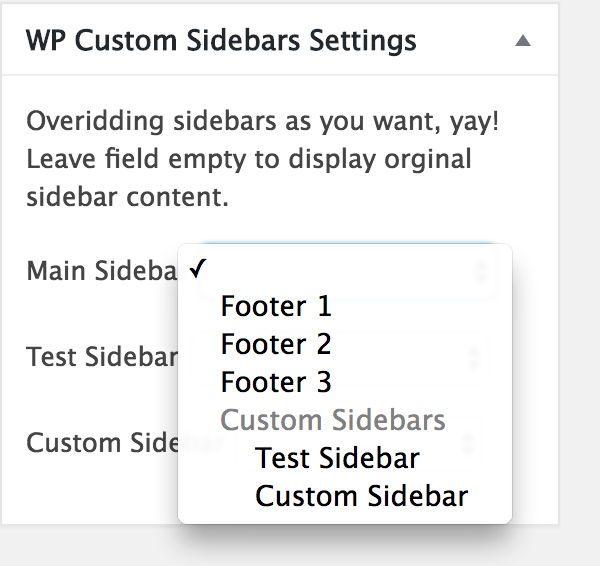 WP Custom Sidebars Settings
Overidding sidebars as you want, yay!
Leave field empty to display orginal
sidebar content.
Main Sideba
✓
Footer 1
Footer 2
Footer 3
Test Sidebar
Custom Sidebars
Test Sidebar
Custom Sidebar
Custom Sidebar